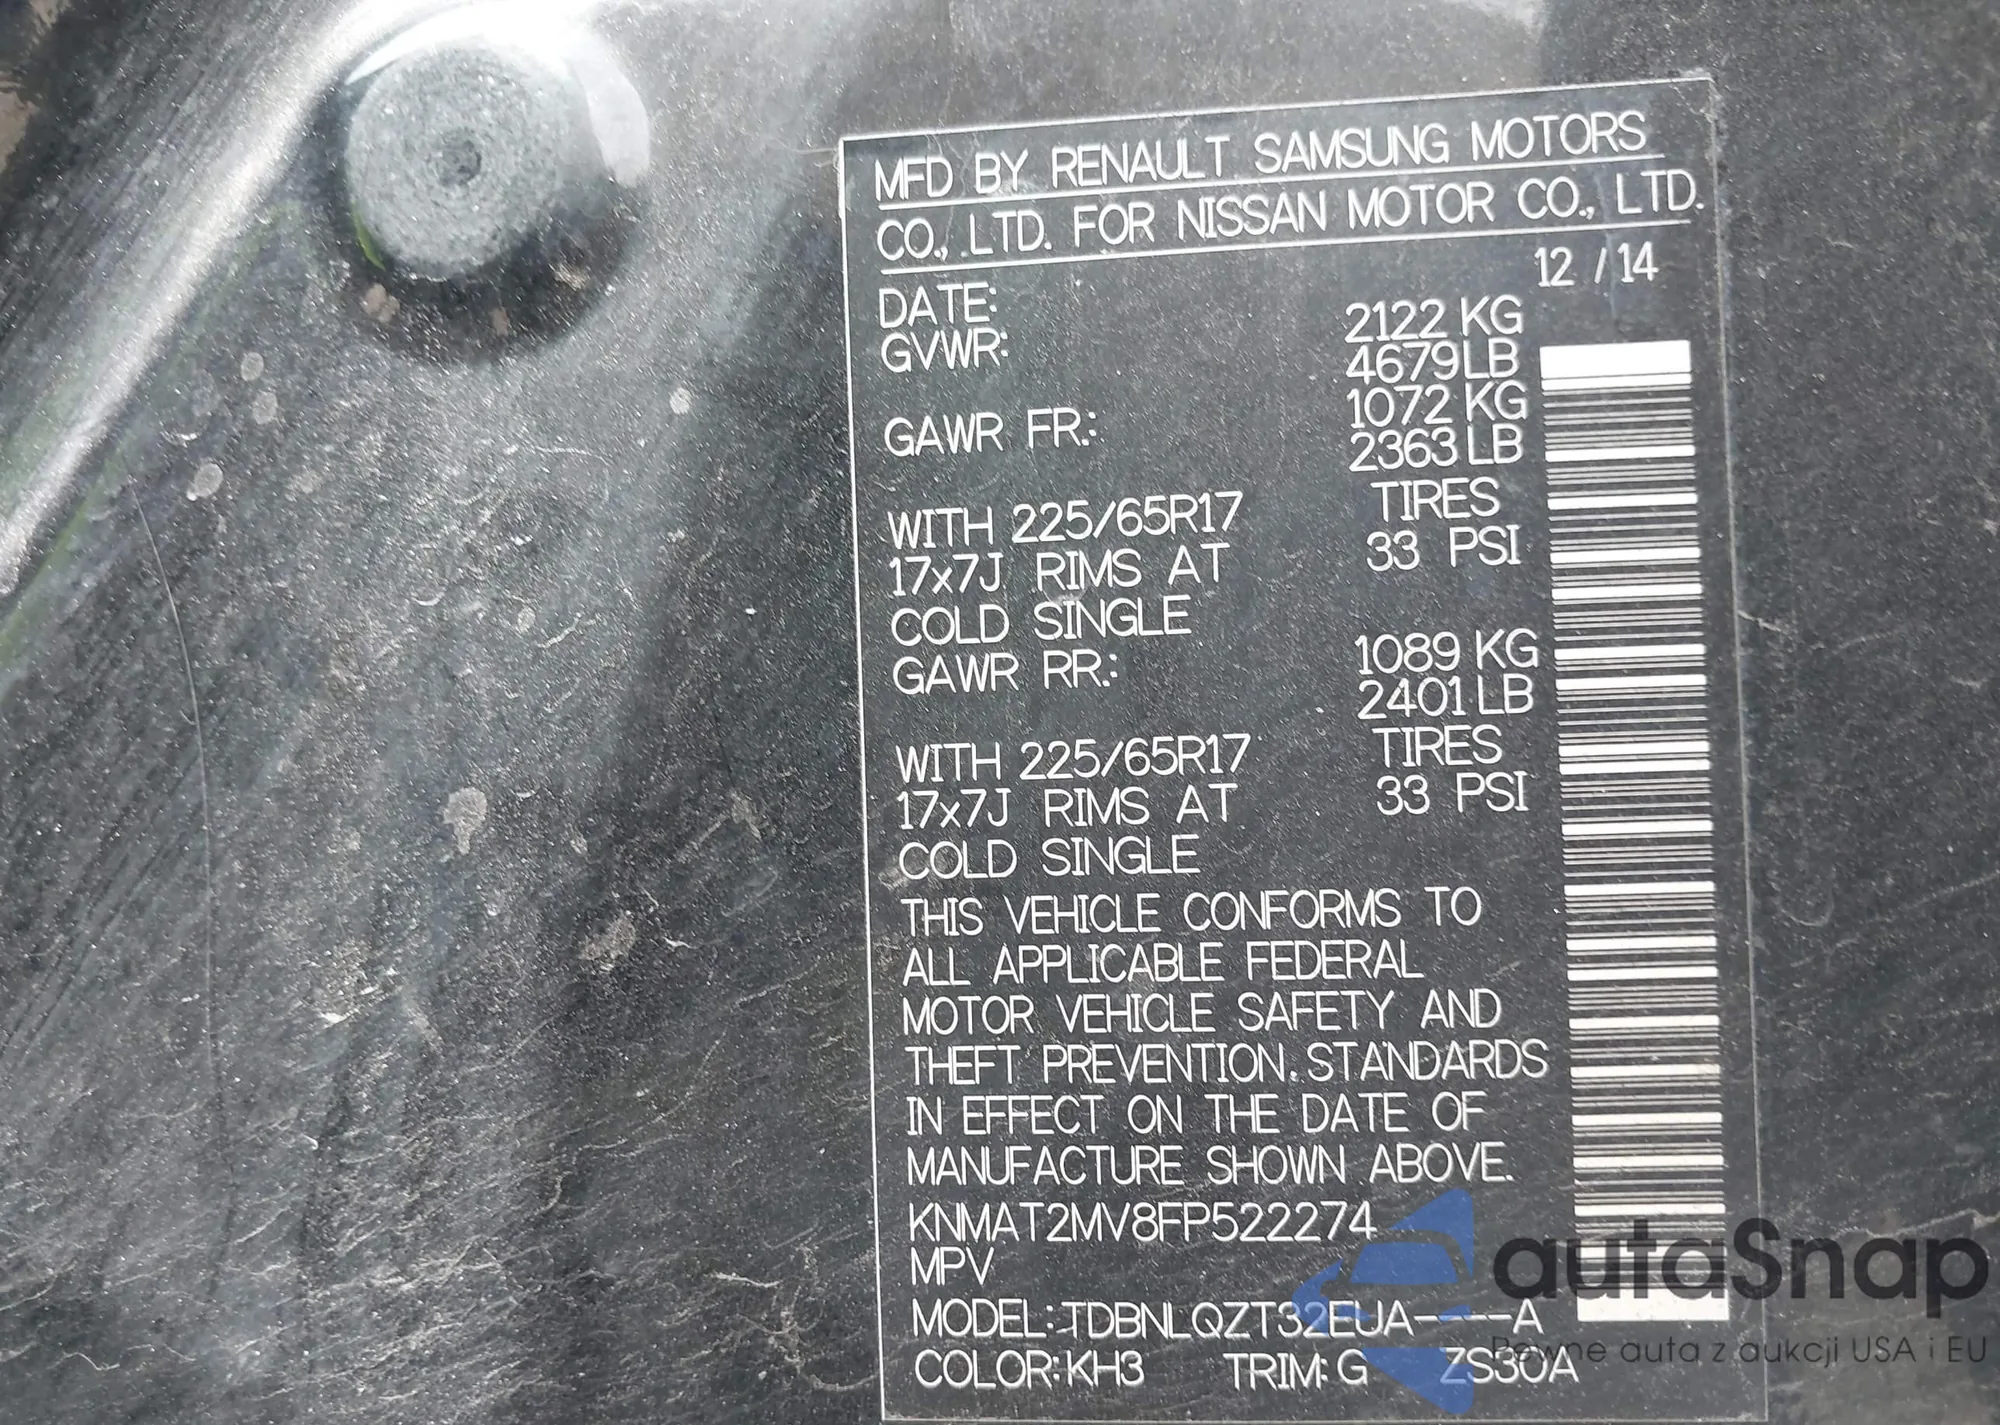 MFD BY RENAULT SAMSUNG MOTORS
CO., LTD. FOR NISSAN MOTOR CO., LTD.
DATE: 12 / 14
GVWR: 2122 KG
4679 LB
GAWR FR.: 1072 KG
2363 LB
WITH 225/65R17 TIRES
17x7J RIMS AT 33 PSI
COLD SINGLE
GAWR RR.: 1089 KG
2401 LB
WITH 225/65R17 TIRES
17x7J RIMS AT 33 PSI
COLD SINGLE
THIS VEHICLE CONFORMS TO
ALL APPLICABLE FEDERAL
MOTOR VEHICLE SAFETY AND
THEFT PREVENTION STANDARDS
IN EFFECT ON THE DATE OF
MANUFACTURE SHOWN ABOVE.
KNMAT2MV8FP522274
MPV
MODEL: TDBNLQZT32EUA----A
COLOR: KH3 TRIM: G ZS30A
autaSnap
Pewne auta z aukcji USA i EU